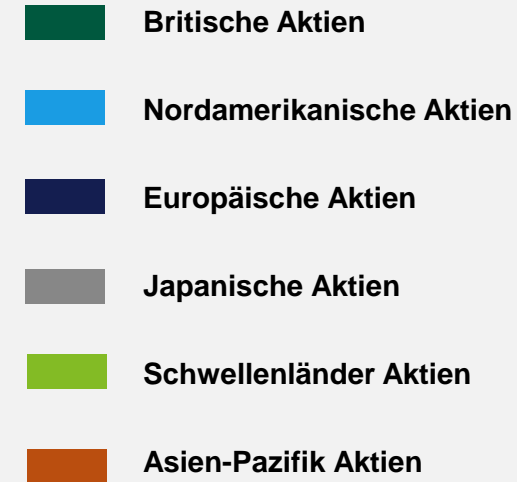 Britische Aktien
Nordamerikanische Aktien
Europäische Aktien
Japanische Aktien
Schwellenländer Aktien
Asien-Pazifik Aktien